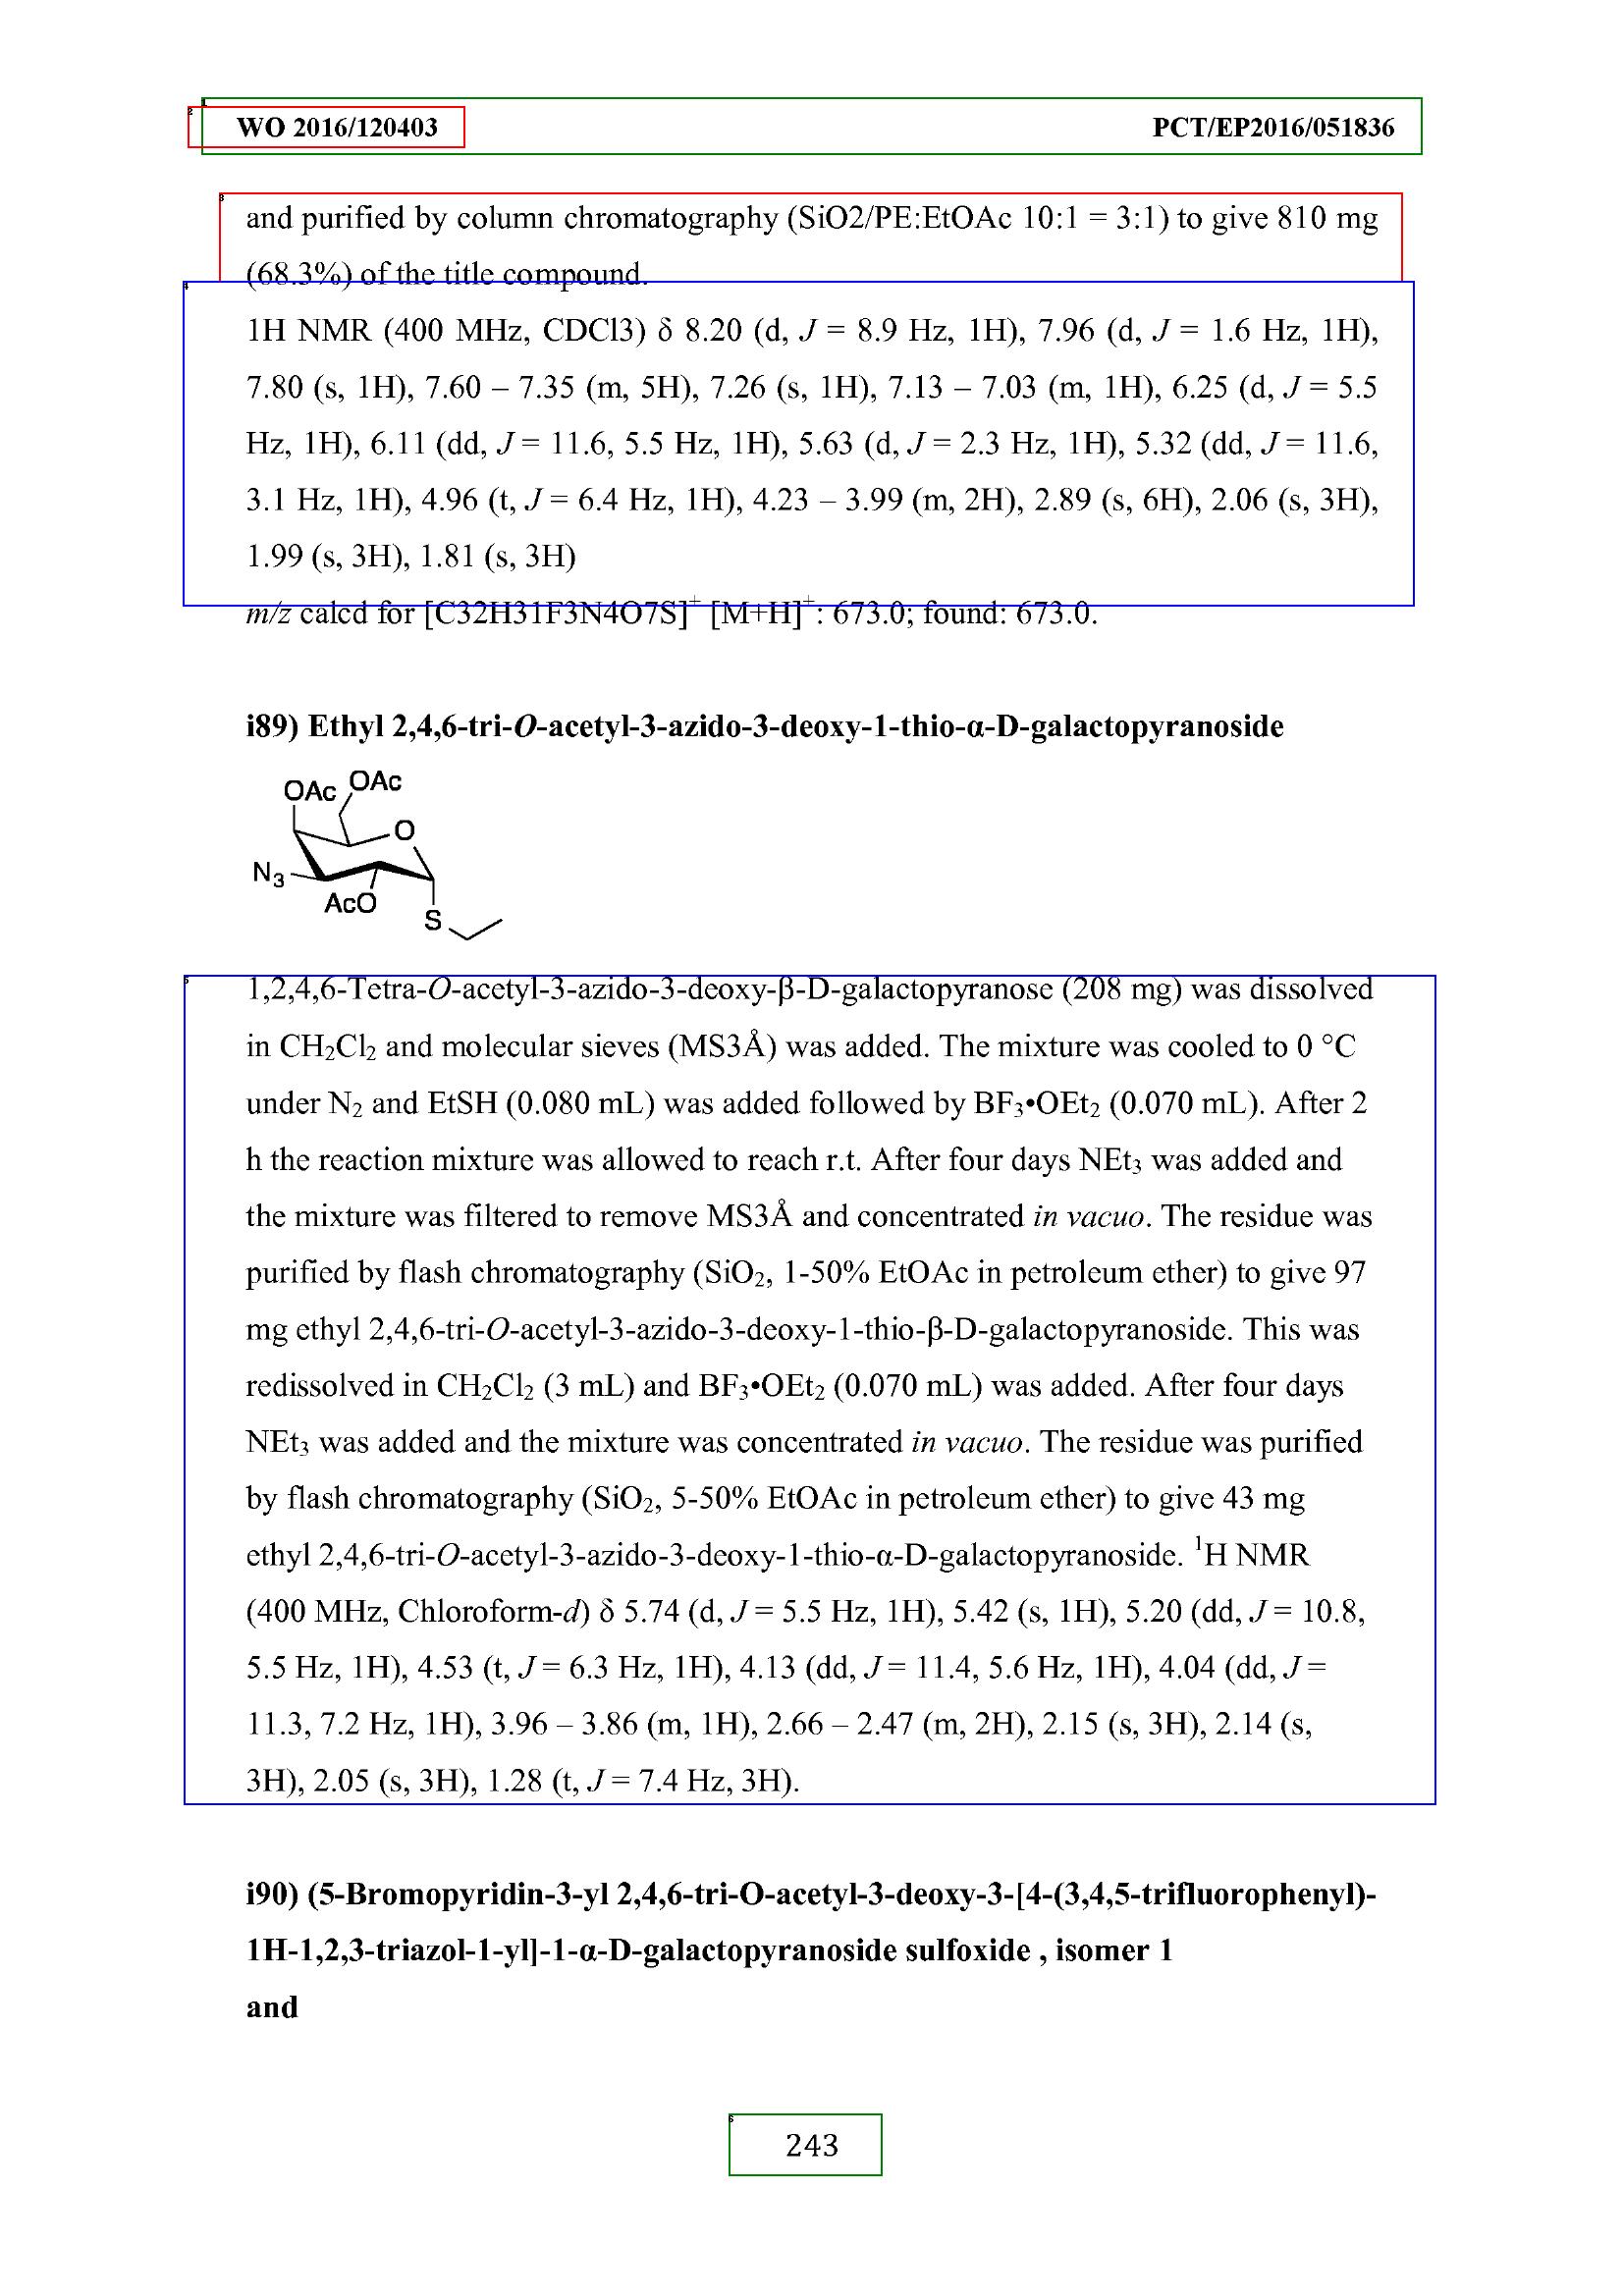 WO 2016/120403 PCT/EP2016/051836
and purified by column chromatography (SiO2/PE:EtOAc 10:1 = 3:1) to give 810 mg
(68.3%) of the title compound.
1H NMR (400 MHz, CDCl3) δ 8.20 (d, J = 8.9 Hz, 1H), 7.96 (d, J = 1.6 Hz, 1H),
7.80 (s, 1H), 7.60 – 7.35 (m, 5H), 7.26 (s, 1H), 7.13 – 7.03 (m, 1H), 6.25 (d, J = 5.5
Hz, 1H), 6.11 (dd, J = 11.6, 5.5 Hz, 1H), 5.63 (d, J = 2.3 Hz, 1H), 5.32 (dd, J = 11.6,
3.1 Hz, 1H), 4.96 (t, J = 6.4 Hz, 1H), 4.23 – 3.99 (m, 2H), 2.89 (s, 6H), 2.06 (s, 3H),
1.99 (s, 3H), 1.81 (s, 3H)
m/z calcd for [C32H31F3N4O7S]⁺ [M+H]⁺: 673.0; found: 673.0.
i89) Ethyl 2,4,6-tri-O-acetyl-3-azido-3-deoxy-1-thio-α-D-galactopyranoside
OAc OAc
O
N₃
AcO
S
1,2,4,6-Tetra-O-acetyl-3-azido-3-deoxy-β-D-galactopyranose (208 mg) was dissolved
in CH₂Cl₂ and molecular sieves (MS3Å) was added. The mixture was cooled to 0 °C
under N₂ and EtSH (0.080 mL) was added followed by BF₃•OEt₂ (0.070 mL). After 2
h the reaction mixture was allowed to reach r.t. After four days NEt₃ was added and
the mixture was filtered to remove MS3Å and concentrated in vacuo. The residue was
purified by flash chromatography (SiO₂, 1-50% EtOAc in petroleum ether) to give 97
mg ethyl 2,4,6-tri-O-acetyl-3-azido-3-deoxy-1-thio-β-D-galactopyranoside. This was
redissolved in CH₂Cl₂ (3 mL) and BF₃•OEt₂ (0.070 mL) was added. After four days
NEt₃ was added and the mixture was concentrated in vacuo. The residue was purified
by flash chromatography (SiO₂, 5-50% EtOAc in petroleum ether) to give 43 mg
ethyl 2,4,6-tri-O-acetyl-3-azido-3-deoxy-1-thio-α-D-galactopyranoside. ¹H NMR
(400 MHz, Chloroform-d) δ 5.74 (d, J = 5.5 Hz, 1H), 5.42 (s, 1H), 5.20 (dd, J = 10.8,
5.5 Hz, 1H), 4.53 (t, J = 6.3 Hz, 1H), 4.13 (dd, J = 11.4, 5.6 Hz, 1H), 4.04 (dd, J =
11.3, 7.2 Hz, 1H), 3.96 – 3.86 (m, 1H), 2.66 – 2.47 (m, 2H), 2.15 (s, 3H), 2.14 (s,
3H), 2.05 (s, 3H), 1.28 (t, J = 7.4 Hz, 3H).
i90) (5-Bromopyridin-3-yl 2,4,6-tri-O-acetyl-3-deoxy-3-[4-(3,4,5-trifluorophenyl)-
1H-1,2,3-triazol-1-yl]-1-α-D-galactopyranoside sulfoxide , isomer 1
and
243